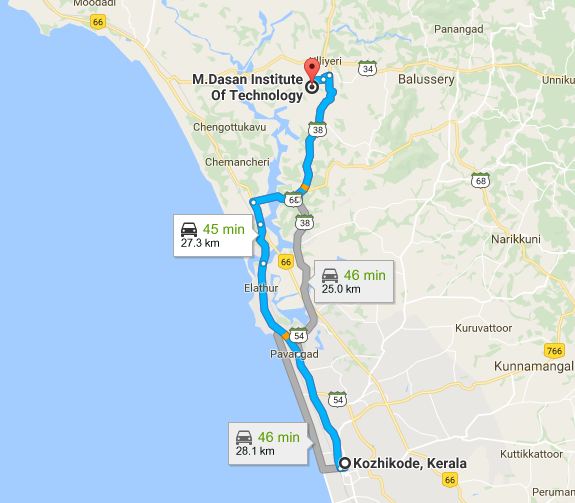 Moodadi
66
Panangad
Ulliyeri
M.Dasan Institute
Of Technology
34
Balussery
Unniku
Chengottukavu
38
Chemancheri
68
68
38
45 min
27.3 km
Narikkuni
66
46 min
25.0 km
Elathur
54
Kuruvattoor
Pavangad
766
Kunnamangal
54
46 min
28.1 km
Kozhikode, Kerala
Kuttikkattoor
66
Peruman